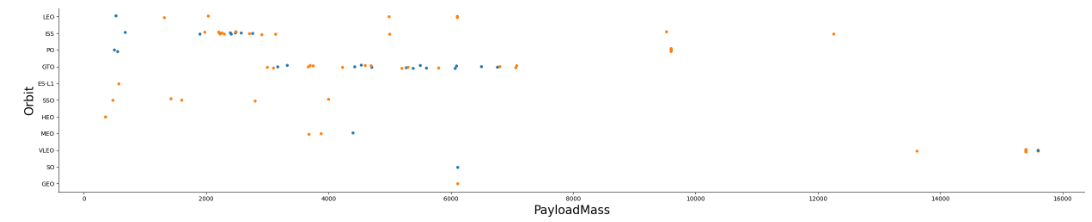 Orbit
LEO
ISS
PO
GTO
ES-L1
SSO
HEO
MEO
VLEO
SO
GEO
0 2000 4000 6000 8000 10000 12000 14000 16000
PayloadMass